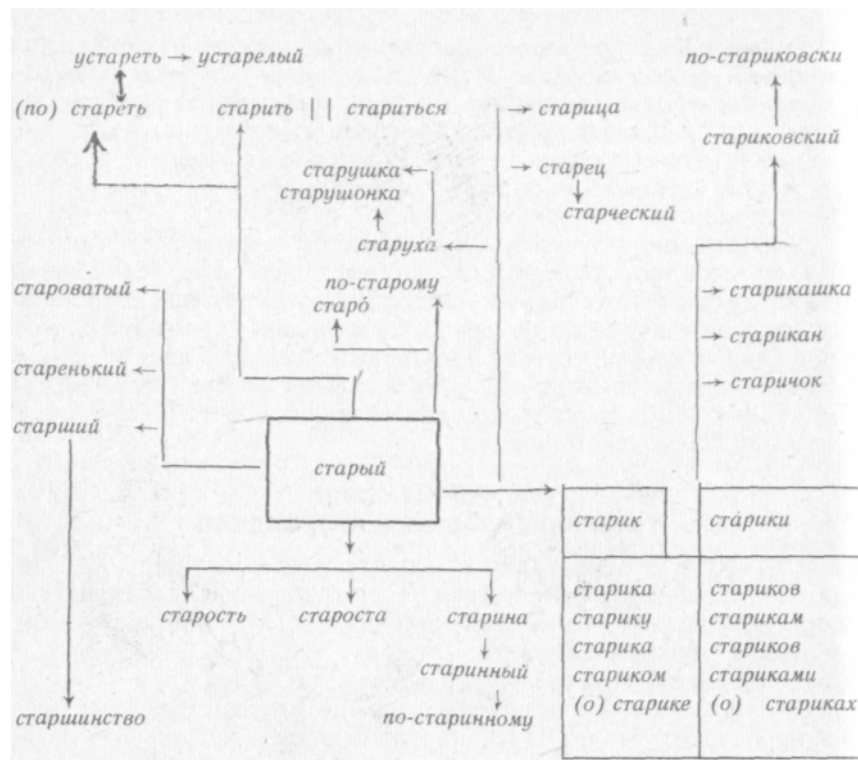 устареть → устарелый по-стариковски
(по) стареть старить || стариться → старица стариковский
старушка → старец
старушонка
старческий
старуха
староватый по-старому → старикашка
старо́
→ старикан
старенький → старичок
старший
старый
старик ста́рики
старика стариков
старость староста старина старику старикам
старика стариков
старинный стариком стариками
старшинство по-старинному (о) старике (о) стариках